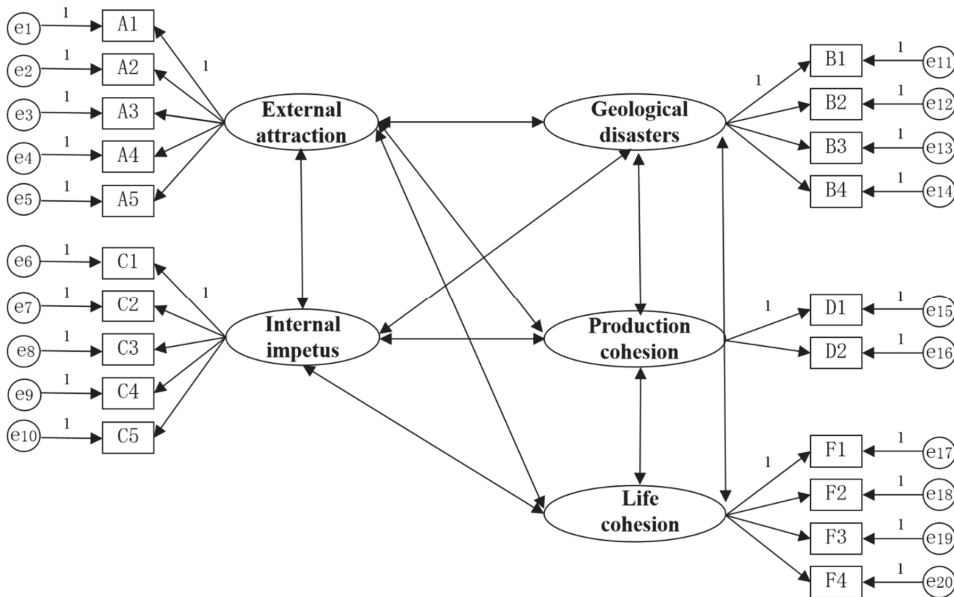 e1 1 A1
e2 1 A2
e3 1 A3
e4 1 A4
e5 1 A5
1
External
attraction
Geological
disasters
1
B1 1 e11
B2 1 e12
B3 1 e13
B4 1 e14
e6 1 C1
e7 1 C2
e8 1 C3
e9 1 C4
e10 1 C5
1
Internal
impetus
Production
cohesion
1
D1 1 e15
D2 1 e16
Life
cohesion
1
F1 1 e17
F2 1 e18
F3 1 e19
F4 1 e20